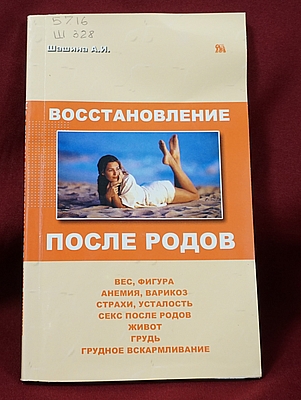 5716
Ш 328
Шашина А.И.
ВОССТАНОВЛЕНИЕ
ПОСЛЕ РОДОВ
ВЕС, ФИГУРА
АНЕМИЯ, ВАРИКОЗ
СТРАХИ, УСТАЛОСТЬ
СЕКС ПОСЛЕ РОДОВ
ЖИВОТ
ГРУДЬ
ГРУДНОЕ ВСКАРМЛИВАНИЕ